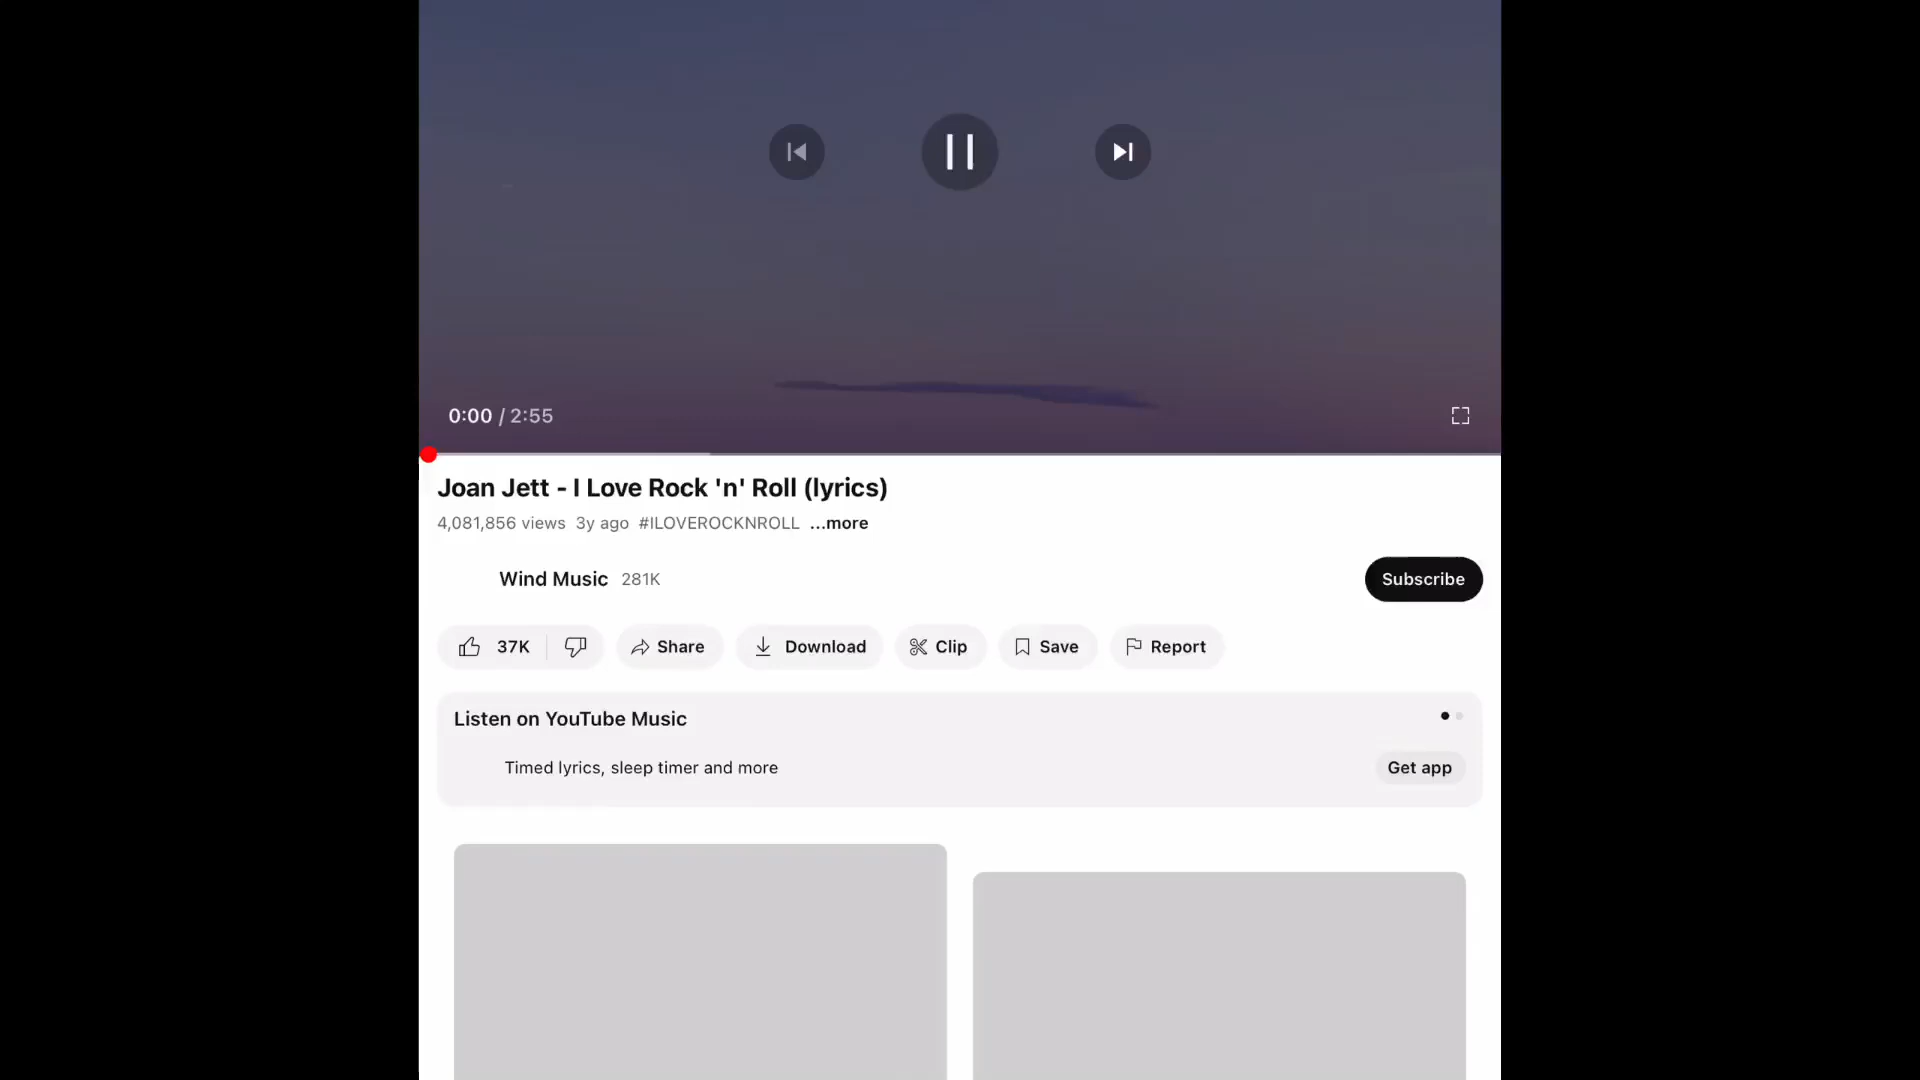 0:00 / 2:55
Joan Jett - I Love Rock 'n' Roll (lyrics)
4,081,856 views 3y ago #ILOVEROCKNROLL ...more
Wind Music 281K
Subscribe
37K
Share
Download
Clip
Save
Report
Listen on YouTube Music
Timed lyrics, sleep timer and more
Get app